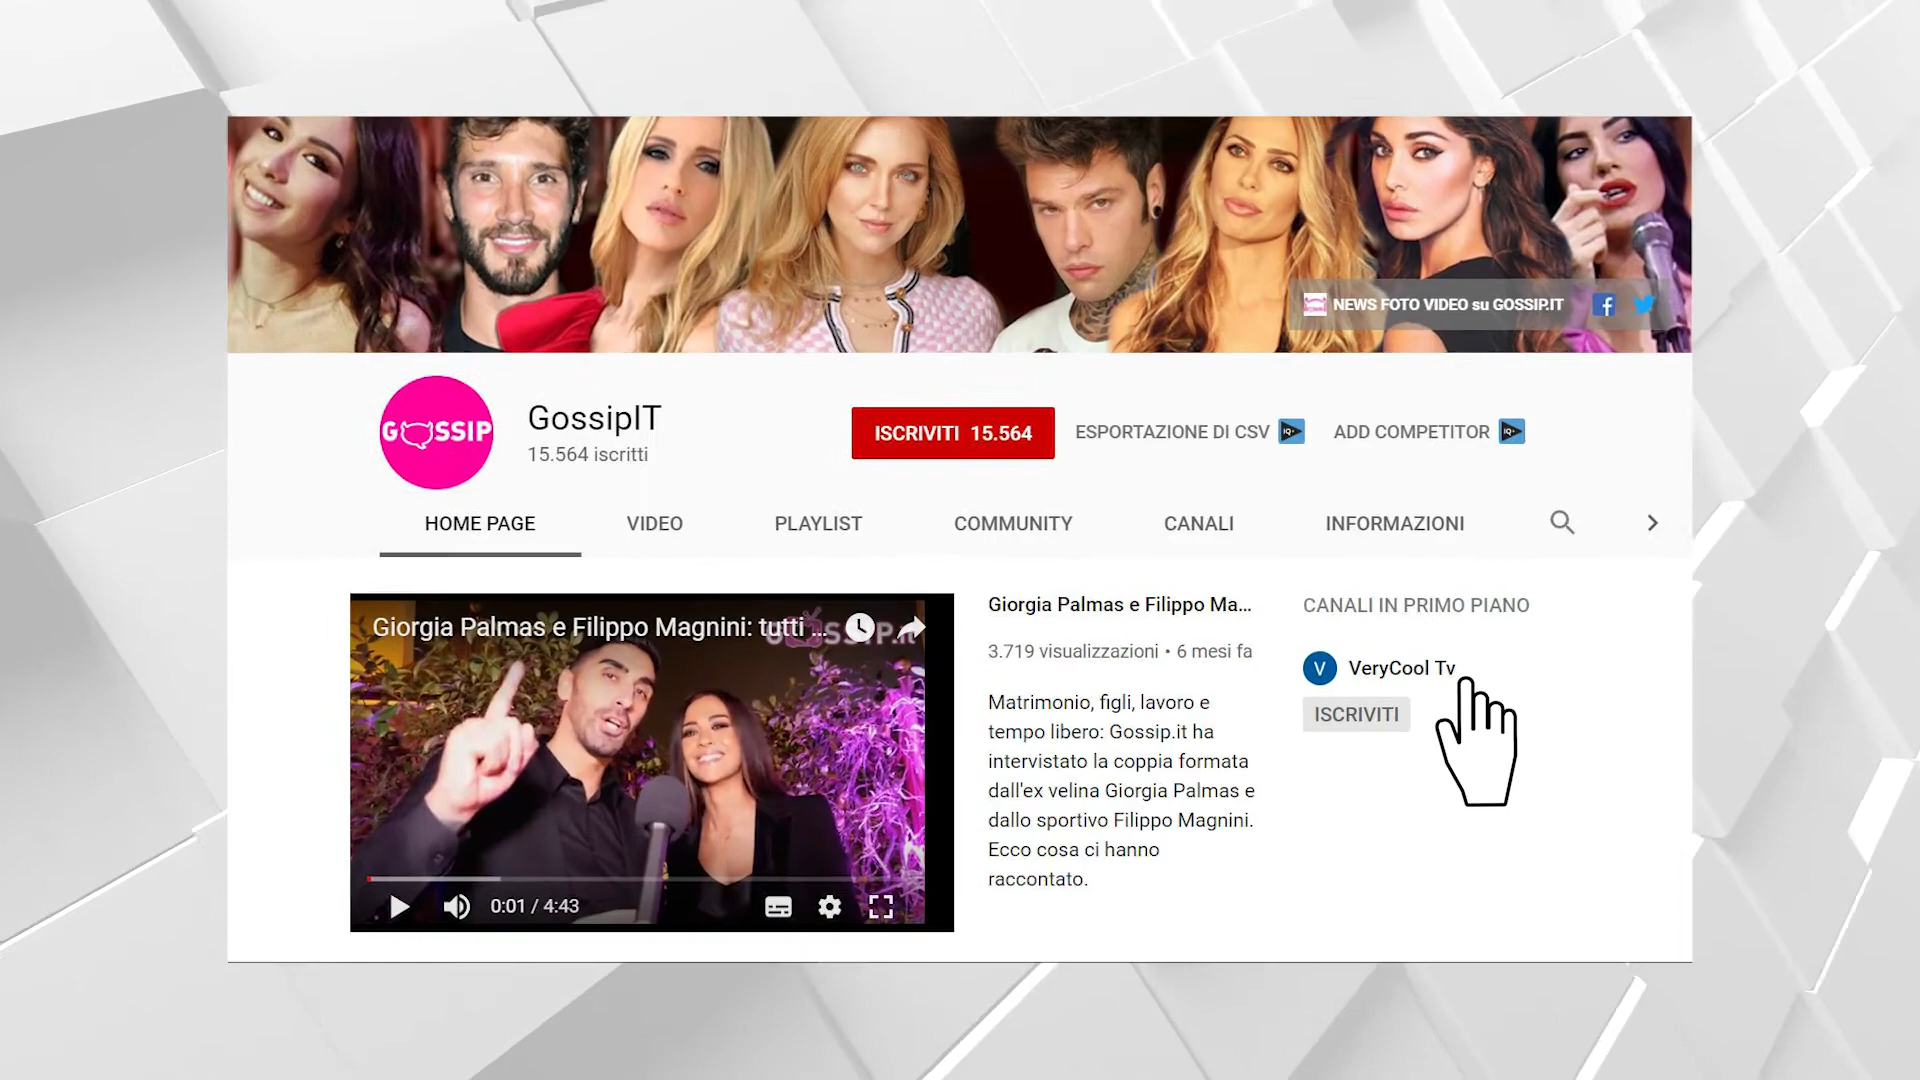 NEWS FOTO VIDEO su GOSSIP.IT
GOSSIP
GossipIT
15.564 iscritti
ISCRIVITI 15.564
ESPORTAZIONE DI CSV
IQ+
ADD COMPETITOR
IQ+
HOME PAGE
VIDEO
PLAYLIST
COMMUNITY
CANALI
INFORMAZIONI
Giorgia Palmas e Filippo Magnini: tutti ...
GOSSIP.it
0:01 / 4:43
Giorgia Palmas e Filippo Ma...
3.719 visualizzazioni • 6 mesi fa
Matrimonio, figli, lavoro e
tempo libero: Gossip.it ha
intervistato la coppia formata
dall'ex velina Giorgia Palmas e
dallo sportivo Filippo Magnini.
Ecco cosa ci hanno
raccontato.
CANALI IN PRIMO PIANO
V
VeryCool Tv
ISCRIVITI